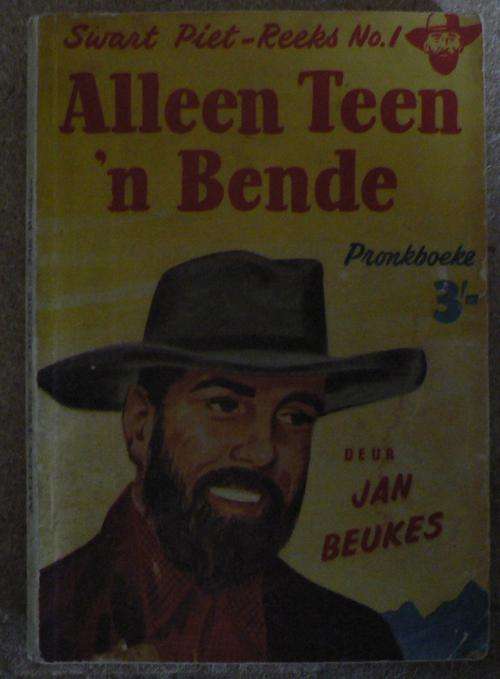 Swart Piet-Reeks No.1
Alleen Teen
'n Bende
Pronkboeke
3'-
DEUR
JAN
BEUKES